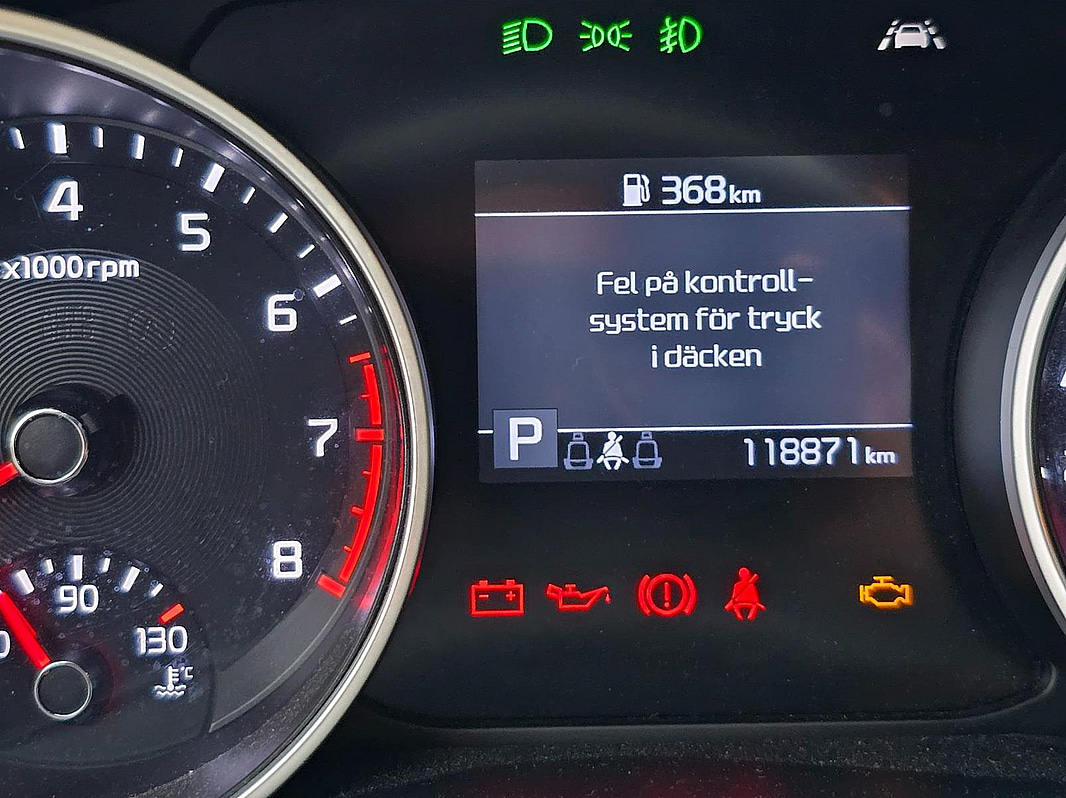 368km
4
5
x1000rpm
6
Fel på kontroll-
system för tryck
i däcken
7
P
118871km
8
90
130
°C